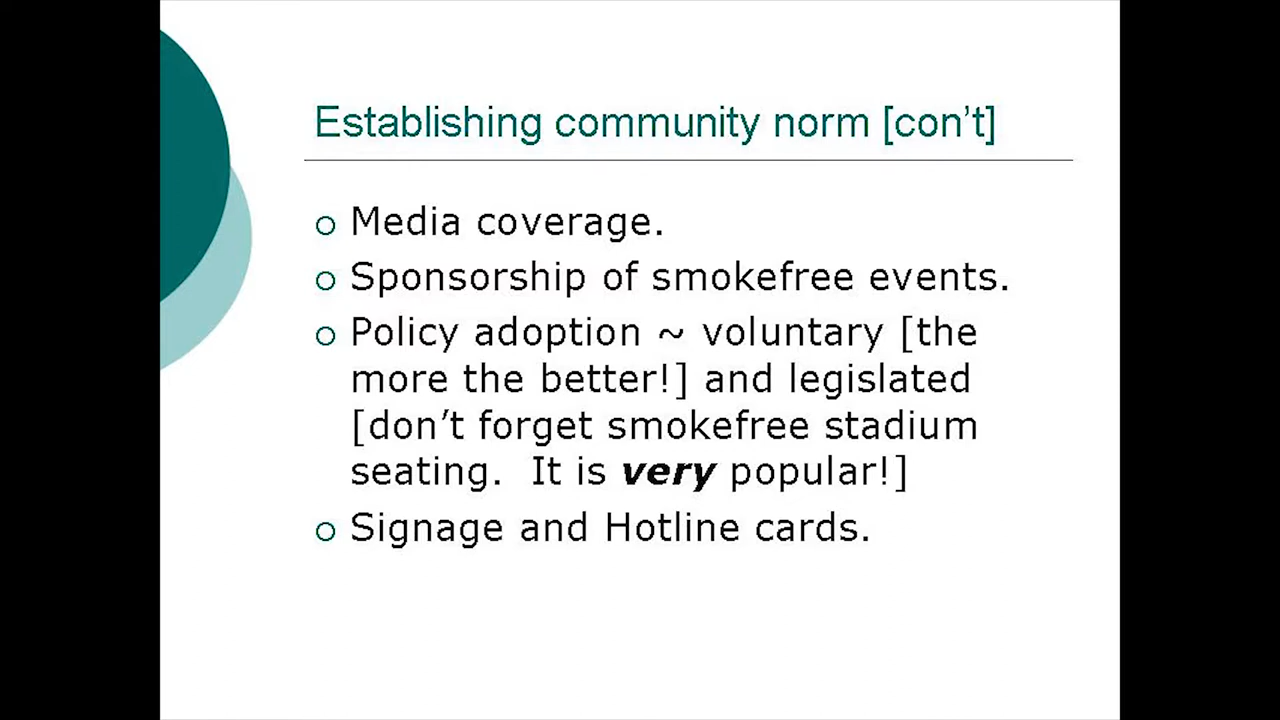 Establishing community norm [con't]
Media coverage.
Sponsorship of smokefree events.
Policy adoption ~ voluntary [the
more the better!] and legislated
[don't forget smokefree stadium
seating.  It is very popular!]
Signage and Hotline cards.